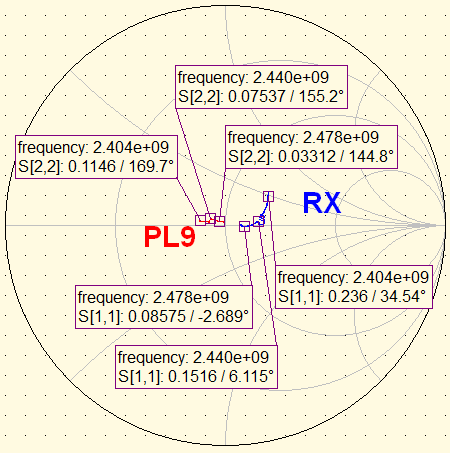 frequency: 2.440e+09
S[2,2]: 0.07537 / 155.2°
frequency: 2.404e+09
S[2,2]: 0.1146 / 169.7°
frequency: 2.478e+09
S[2,2]: 0.03312 / 144.8°
RX
PL9
frequency: 2.404e+09
S[1,1]: 0.236 / 34.54°
frequency: 2.478e+09
S[1,1]: 0.08575 / -2.689°
frequency: 2.440e+09
S[1,1]: 0.1516 / 6.115°